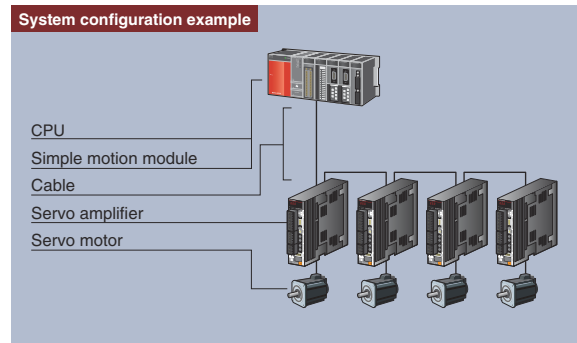 System configuration example
CPU
Simple motion module
Cable
Servo amplifier
Servo motor